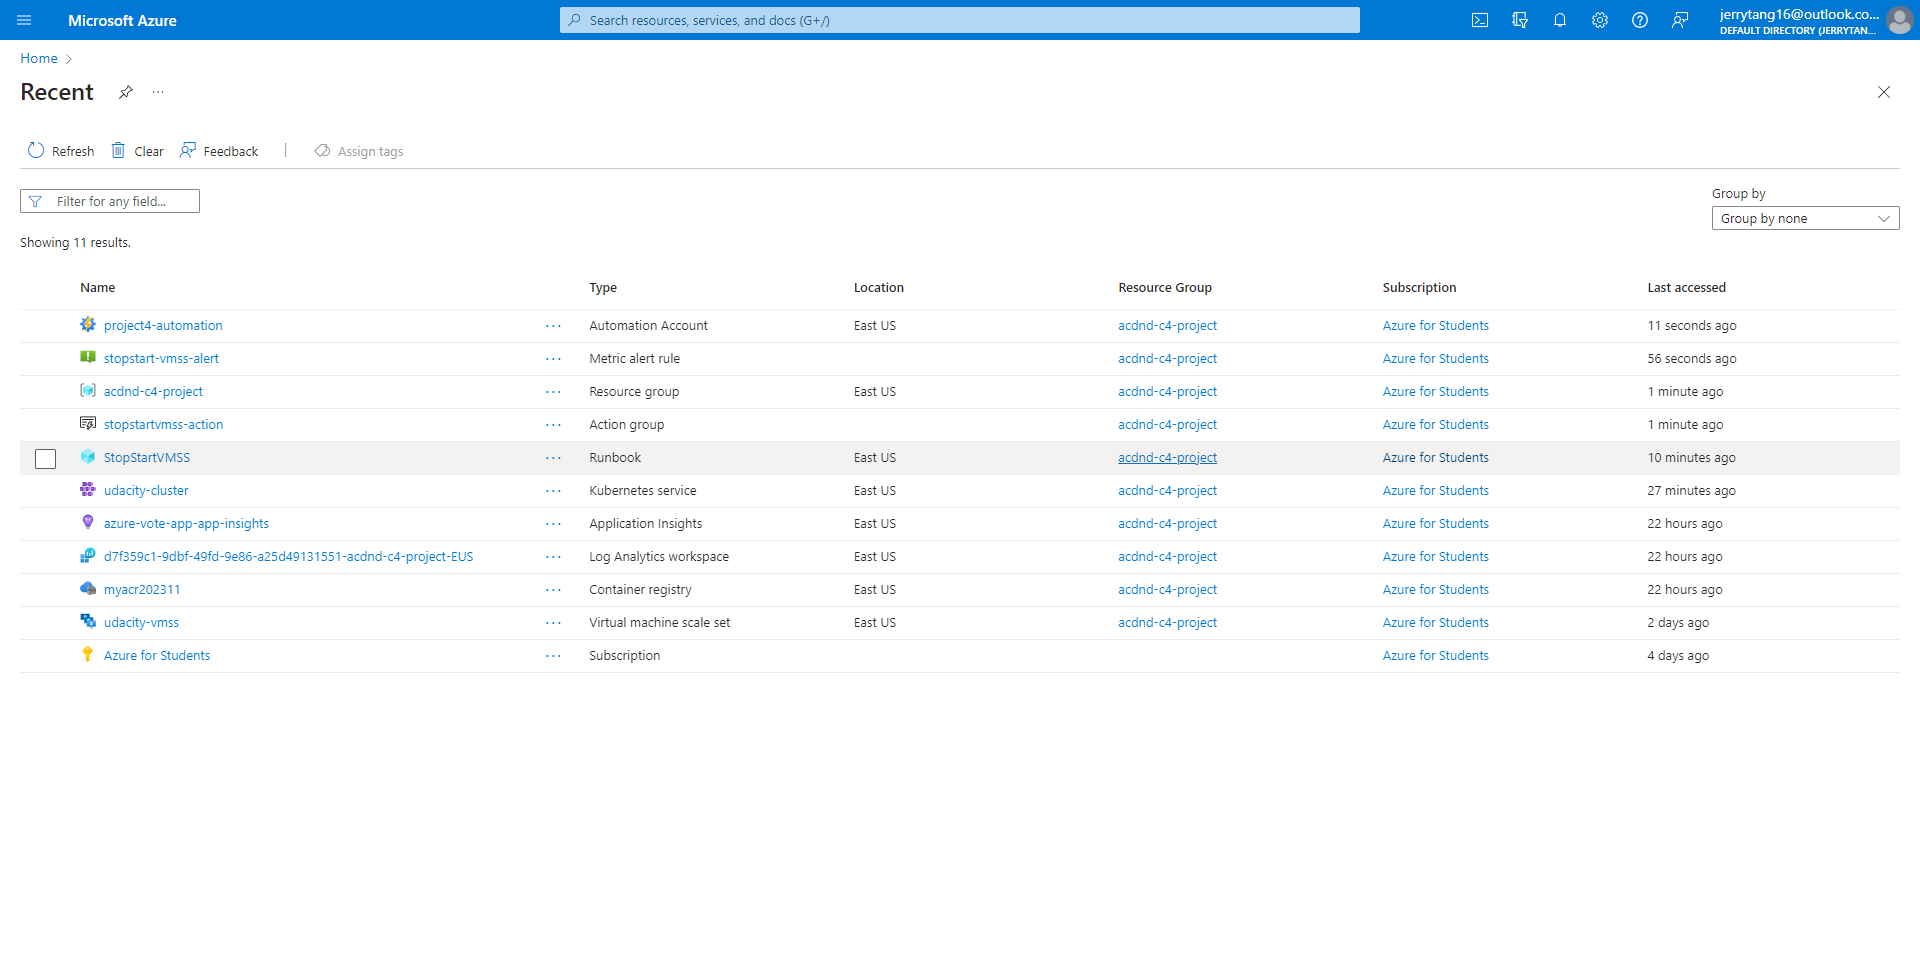 Microsoft Azure
Search resources, services, and docs (G+/)
jerrytang16@outlook.co...
DEFAULT DIRECTORY (JERRYTAN...
Home
Recent
Refresh Clear Feedback Assign tags
Filter for any field...
Group by
Group by none
Showing 11 results.
Name Type Location Resource Group Subscription Last accessed
project4-automation ... Automation Account East US acdnd-c4-project Azure for Students 11 seconds ago
stopstart-vmss-alert ... Metric alert rule acdnd-c4-project Azure for Students 56 seconds ago
acdnd-c4-project ... Resource group East US acdnd-c4-project Azure for Students 1 minute ago
stopstartvmss-action ... Action group acdnd-c4-project Azure for Students 1 minute ago
StopStartVMSS ... Runbook East US acdnd-c4-project Azure for Students 10 minutes ago
udacity-cluster ... Kubernetes service East US acdnd-c4-project Azure for Students 27 minutes ago
azure-vote-app-app-insights ... Application Insights East US acdnd-c4-project Azure for Students 22 hours ago
d7f359c1-9dbf-49fd-9e86-a25d49131551-acdnd-c4-project-EUS ... Log Analytics workspace East US acdnd-c4-project Azure for Students 22 hours ago
myacr202311 ... Container registry East US acdnd-c4-project Azure for Students 22 hours ago
udacity-vmss ... Virtual machine scale set East US acdnd-c4-project Azure for Students 2 days ago
Azure for Students ... Subscription Azure for Students 4 days ago